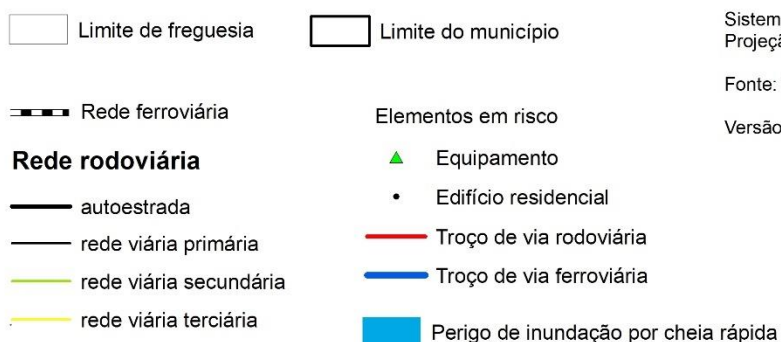 Limite de freguesia
Limite do município
Rede ferroviária
Rede rodoviária
autoestrada
rede viária primária
rede viária secundária
rede viária terciária
Elementos em risco
Equipamento
Edifício residencial
Troço de via rodoviária
Troço de via ferroviária
Perigo de inundação por cheia rápida
Fonte:
Versão